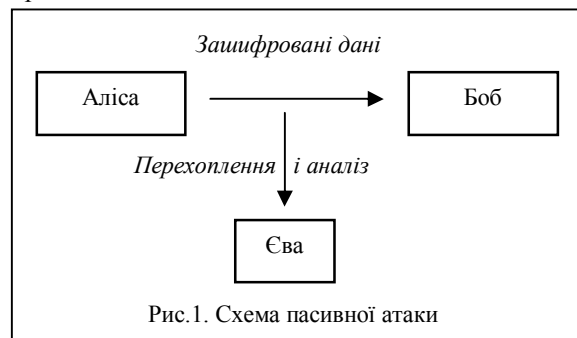 Зашифровані дані
Аліса Боб
Перехоплення і аналіз
Єва
Рис.1. Схема пасивної атаки